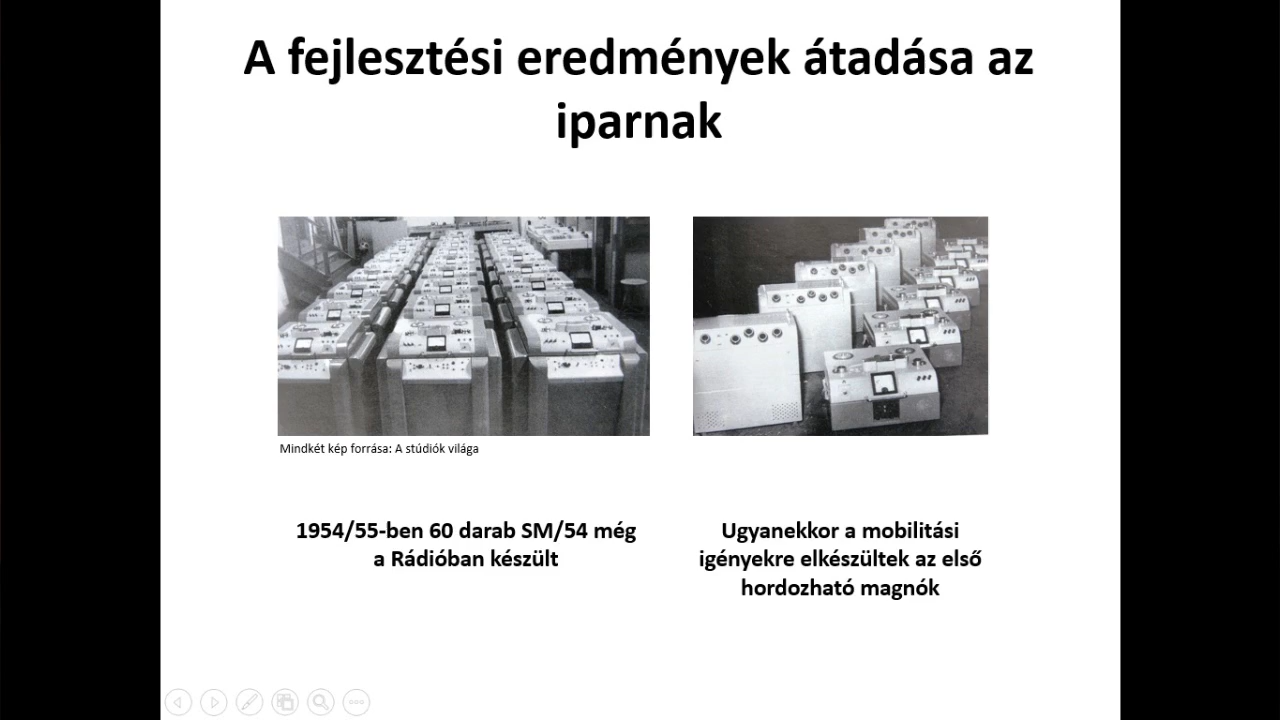 A fejlesztési eredmények átadása az
iparnak
Mindkét kép forrása: A stúdiók világa
1954/55-ben 60 darab SM/54 még
a Rádióban készült
Ugyanekkor a mobilitási
igényekre elkészültek az első
hordozható magnók